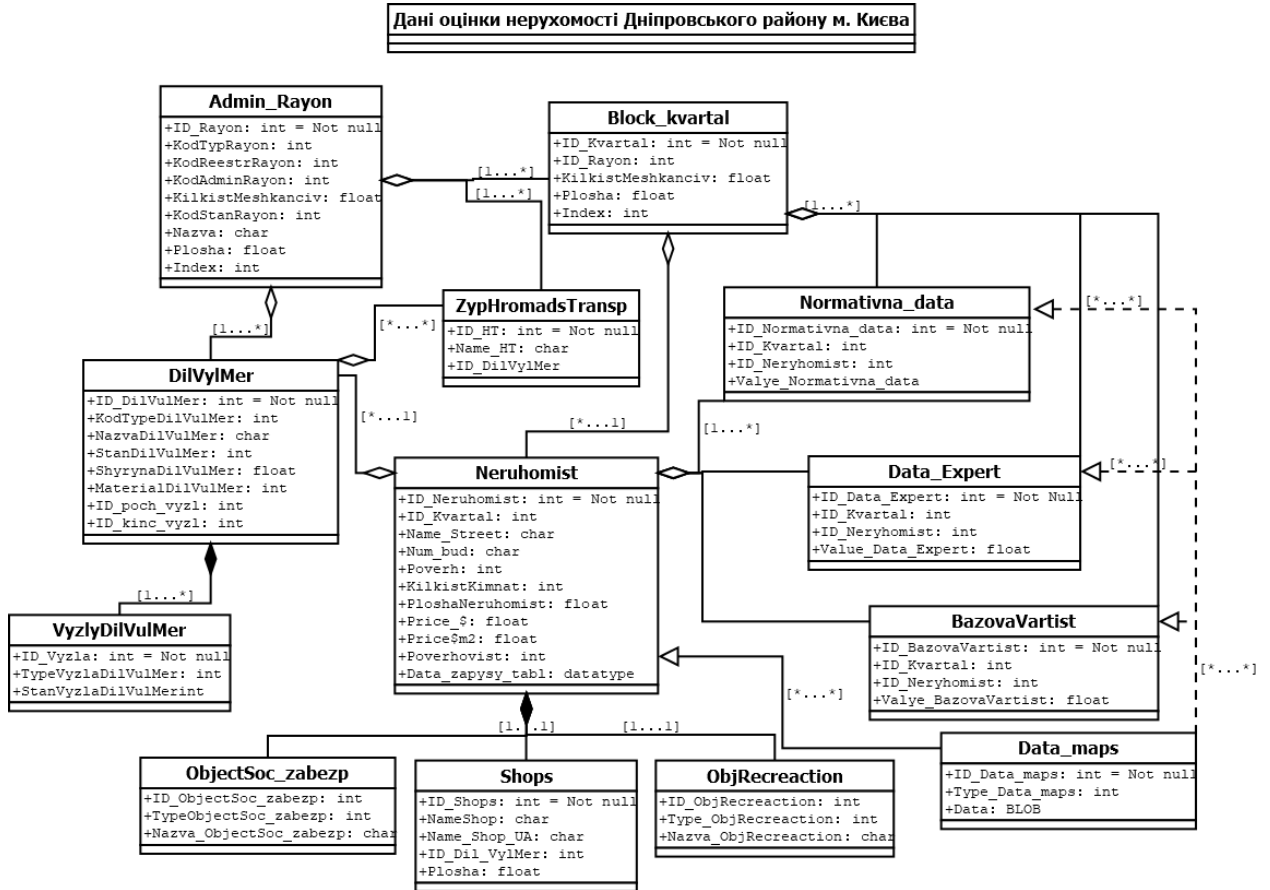 Дані оцінки нерухомості Дніпровського району м. Києва
Admin_Rayon
+ID_Rayon: int = Not null
+KodTypRayon: int
+KodReestrRayon: int
+KodAdminRayon: int
+KilkistMeshkanciv: float
+KodStanRayon: int
+Nazva: char
+Plosha: float
+Index: int
Block_kvartal
+ID_Kvartal: int = Not null
+ID_Rayon: int
+KilkistMeshkanciv: float
+Plosha: float
+Index: int
[1...*]
[1...*]
[1...*]
ZypHromadsTransp
+ID_HT: int = Not null
+Name_HT: char
+ID_DilVylMer
[1...*]
[*...*]
Normativna_data
+ID_Normativna_data: int = Not null
+ID_Kvartal: int
+ID_Neryhomist: int
+Valye_Normativna_data
[*...*]
DilVylMer
+ID_DilVulMer: int = Not null
+KodTypeDilVulMer: int
+NazvaDilVulMer: char
+StanDilVulMer: int
+ShyrynaDilVulMer: float
+MaterialDilVulMer: int
+ID_poch_vyzl: int
+ID_kinc_vyzl: int
[*...1]
[*...1]
[1...*]
Neruhomist
+ID_Neruhomist: int = Not null
+ID_Kvartal: int
+Name_Street: char
+Num_bud: char
+Poverh: int
+KilkistKimnat: int
+PloshaNeruhomist: float
+Price_$: float
+Price$m2: float
+Poverhovist: int
+Data_zapysy_tabl: datatype
Data_Expert
+ID_Data_Expert: int = Not Null
+ID_Kvartal: int
+ID_Neryhomist: int
+Value_Data_Expert: float
[*...*]
[1...*]
VyzlyDilVulMer
+ID_Vyzla: int = Not null
+TypeVyzlaDilVulMer: int
+StanVyzlaDilVulMerint
BazovaVartist
+ID_BazovaVartist: int = Not null
+ID_Kvartal: int
+ID_Neryhomist: int
+Valye_BazovaVartist: float
[*...*]
[*...*]
[1...1]
[1...1]
ObjectSoc_zabezp
+ID_ObjectSoc_zabezp: int
+TypeObjectSoc_zabezp: int
+Nazva_ObjectSoc_zabezp: char
Shops
+ID_Shops: int = Not null
+NameShop: char
+Name_Shop_UA: char
+ID_Dil_VylMer: int
+Plosha: float
ObjRecreaction
+ID_ObjRecreaction: int
+Type_ObjRecreaction: int
+Nazva_ObjRecreaction: char
Data_maps
+ID_Data_maps: int = Not null
+Type_Data_maps: int
+Data: BLOB